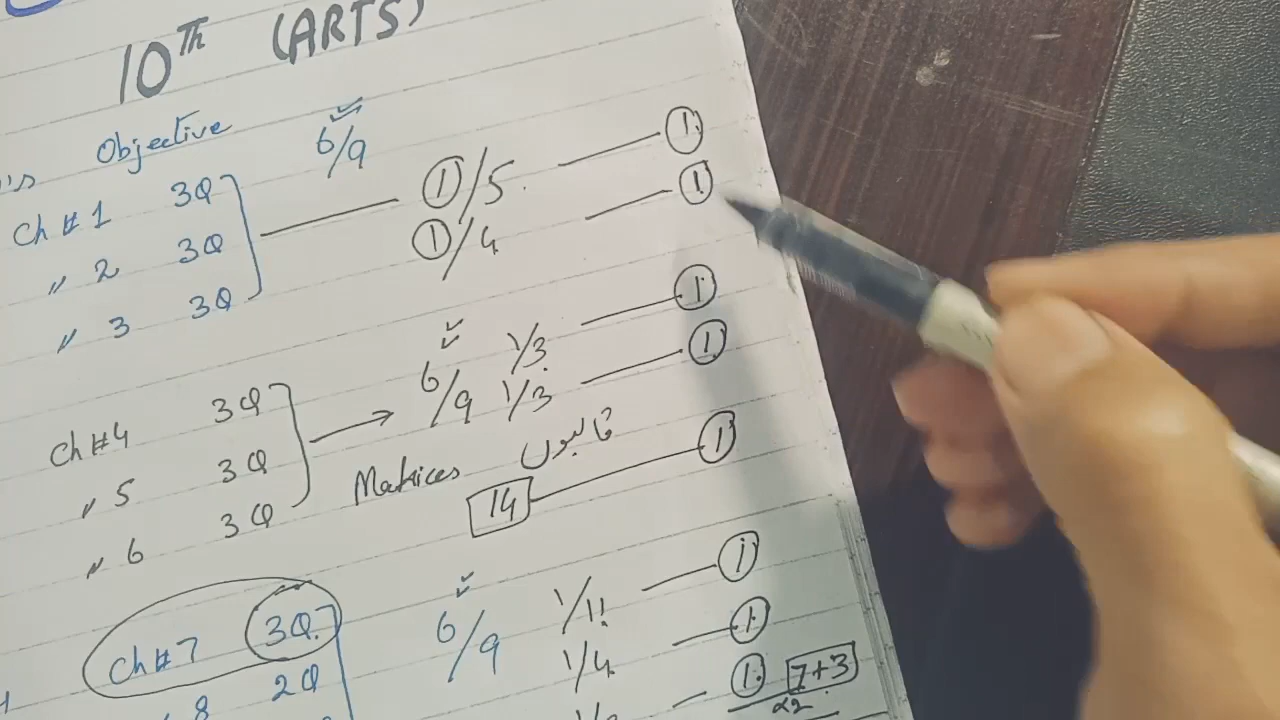 10TH (ARTS)
Objective 6/9
Ch # 1 3Q 1/5 1
〃 2 3Q 1/4 1
〃 3 3Q
Ch #4 3Q 6/9 1/3 1
〃 5 3Q 1/3 1
〃 6 3Q
Matrices قالبوں
14 1
Ch #7 3Q 6/9 1/11 1
8 2Q 1/4 1
1 7+3